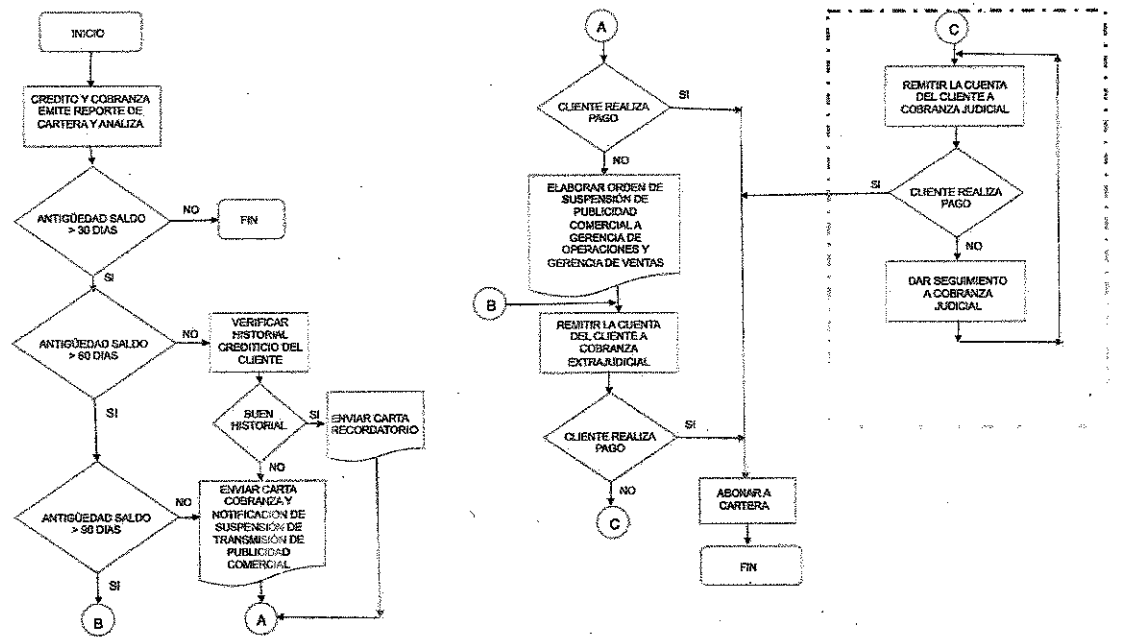 INICIO
CREDITO Y COBRANZA
EMITE REPORTE DE
CARTERA Y ANALIZA
ANTIGÜEDAD SALDO
> 30 DIAS
NO
FIN
SI
ANTIGÜEDAD SALDO
> 60 DIAS
NO
VERIFICAR
HISTORIAL
CREDITICIO DEL
CLIENTE
SI
BUEN
HISTORIAL
SI
ENVIAR CARTA
RECORDATORIO
NO
ANTIGÜEDAD SALDO
> 90 DIAS
NO
ENVIAR CARTA
COBRANZA Y
NOTIFICACION DE
SUSPENSIÓN DE
TRANSMISIÓN DE
PUBLICIDAD
COMERCIAL
SI
B
A
A
CLIENTE REALIZA
PAGO
SI
NO
ELABORAR ORDEN DE
SUSPENSIÓN DE
PUBLICIDAD
COMERCIAL A
GERENCIA DE
OPERACIONES Y
GERENCIA DE VENTAS
B
REMITIR LA CUENTA
DEL CLIENTE A
COBRANZA
EXTRAJUDICIAL
CLIENTE REALIZA
PAGO
SI
NO
C
ABONAR A
CARTERA
FIN
C
REMITIR LA CUENTA
DEL CLIENTE A
COBRANZA JUDICIAL
SI
CLIENTE REALIZA
PAGO
NO
DAR SEGUIMIENTO
A COBRANZA
JUDICIAL